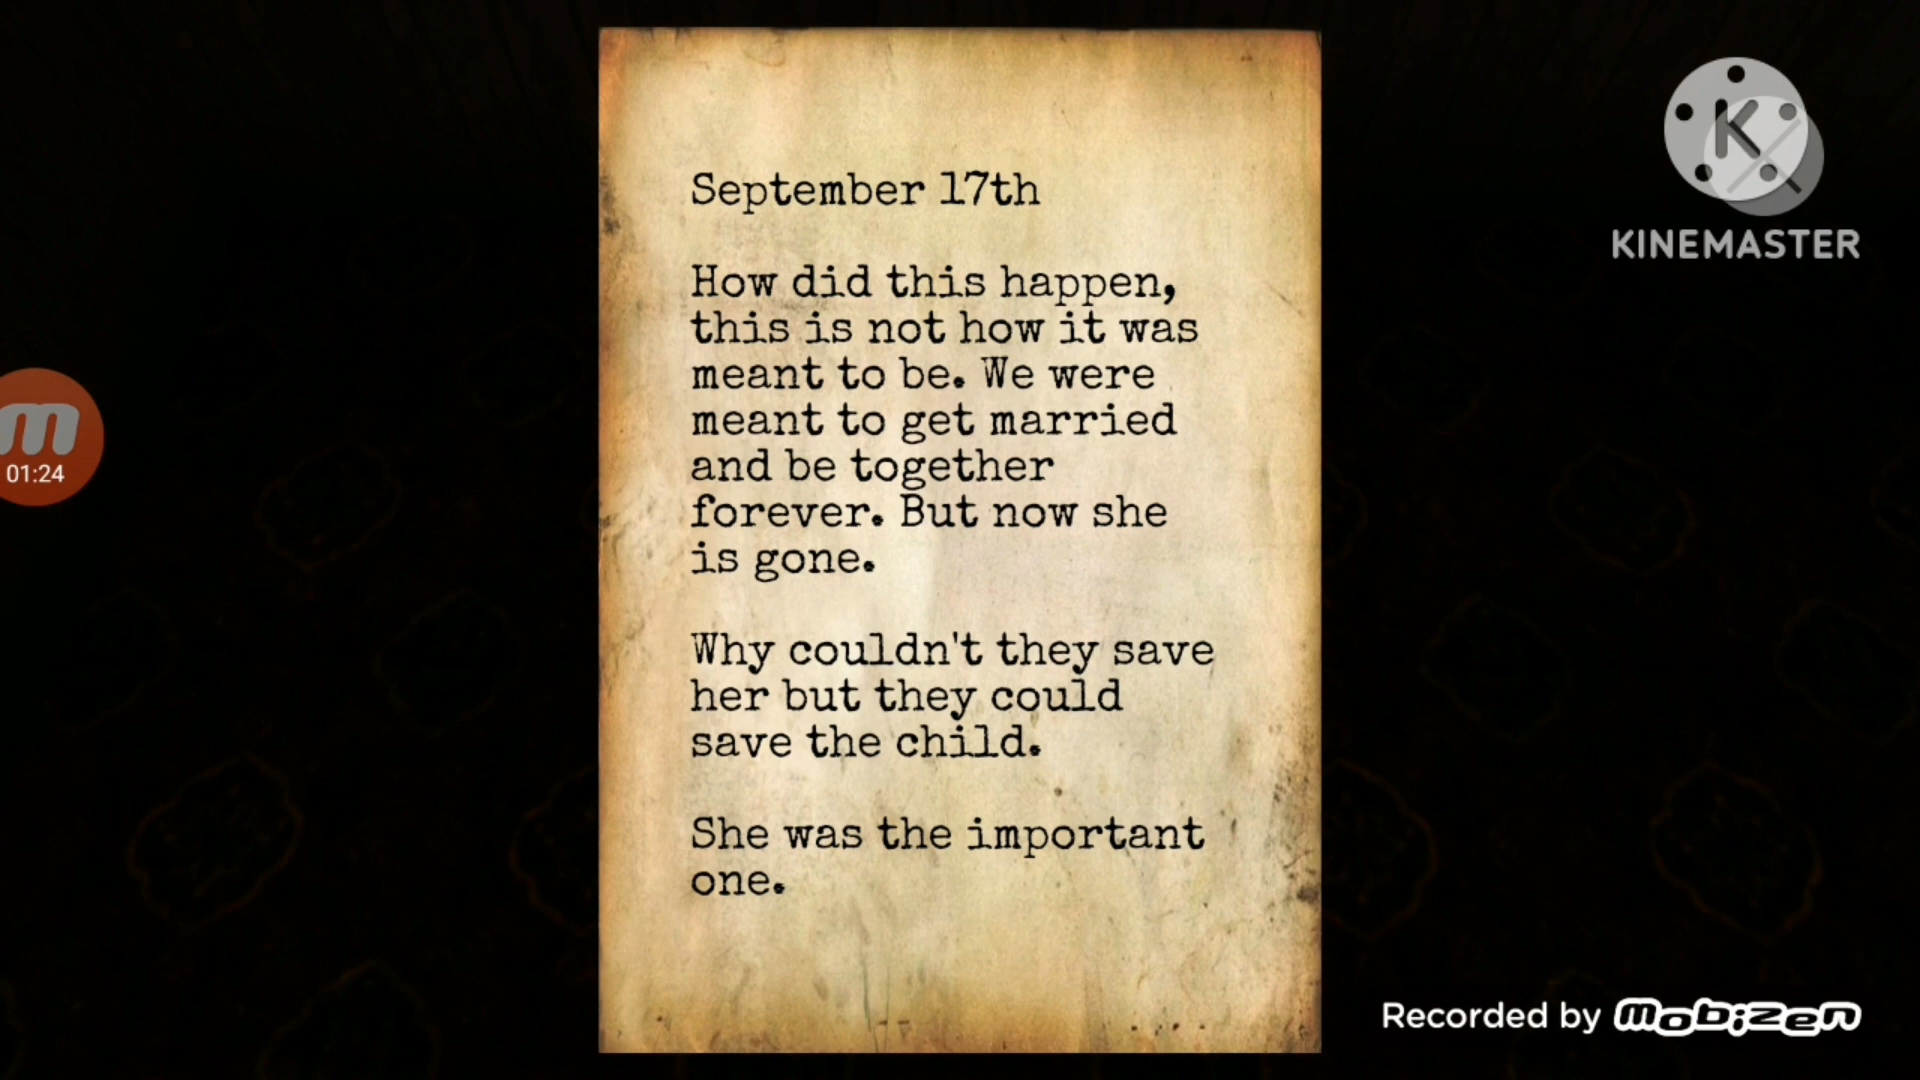 September 17th
How did this happen,
this is not how it was
meant to be. We were
meant to get married
and be together
forever. But now she
is gone.
Why couldn't they save
her but they could
save the child.
She was the important
one.
K
KINEMASTER
m
01:24
Recorded by mobizen